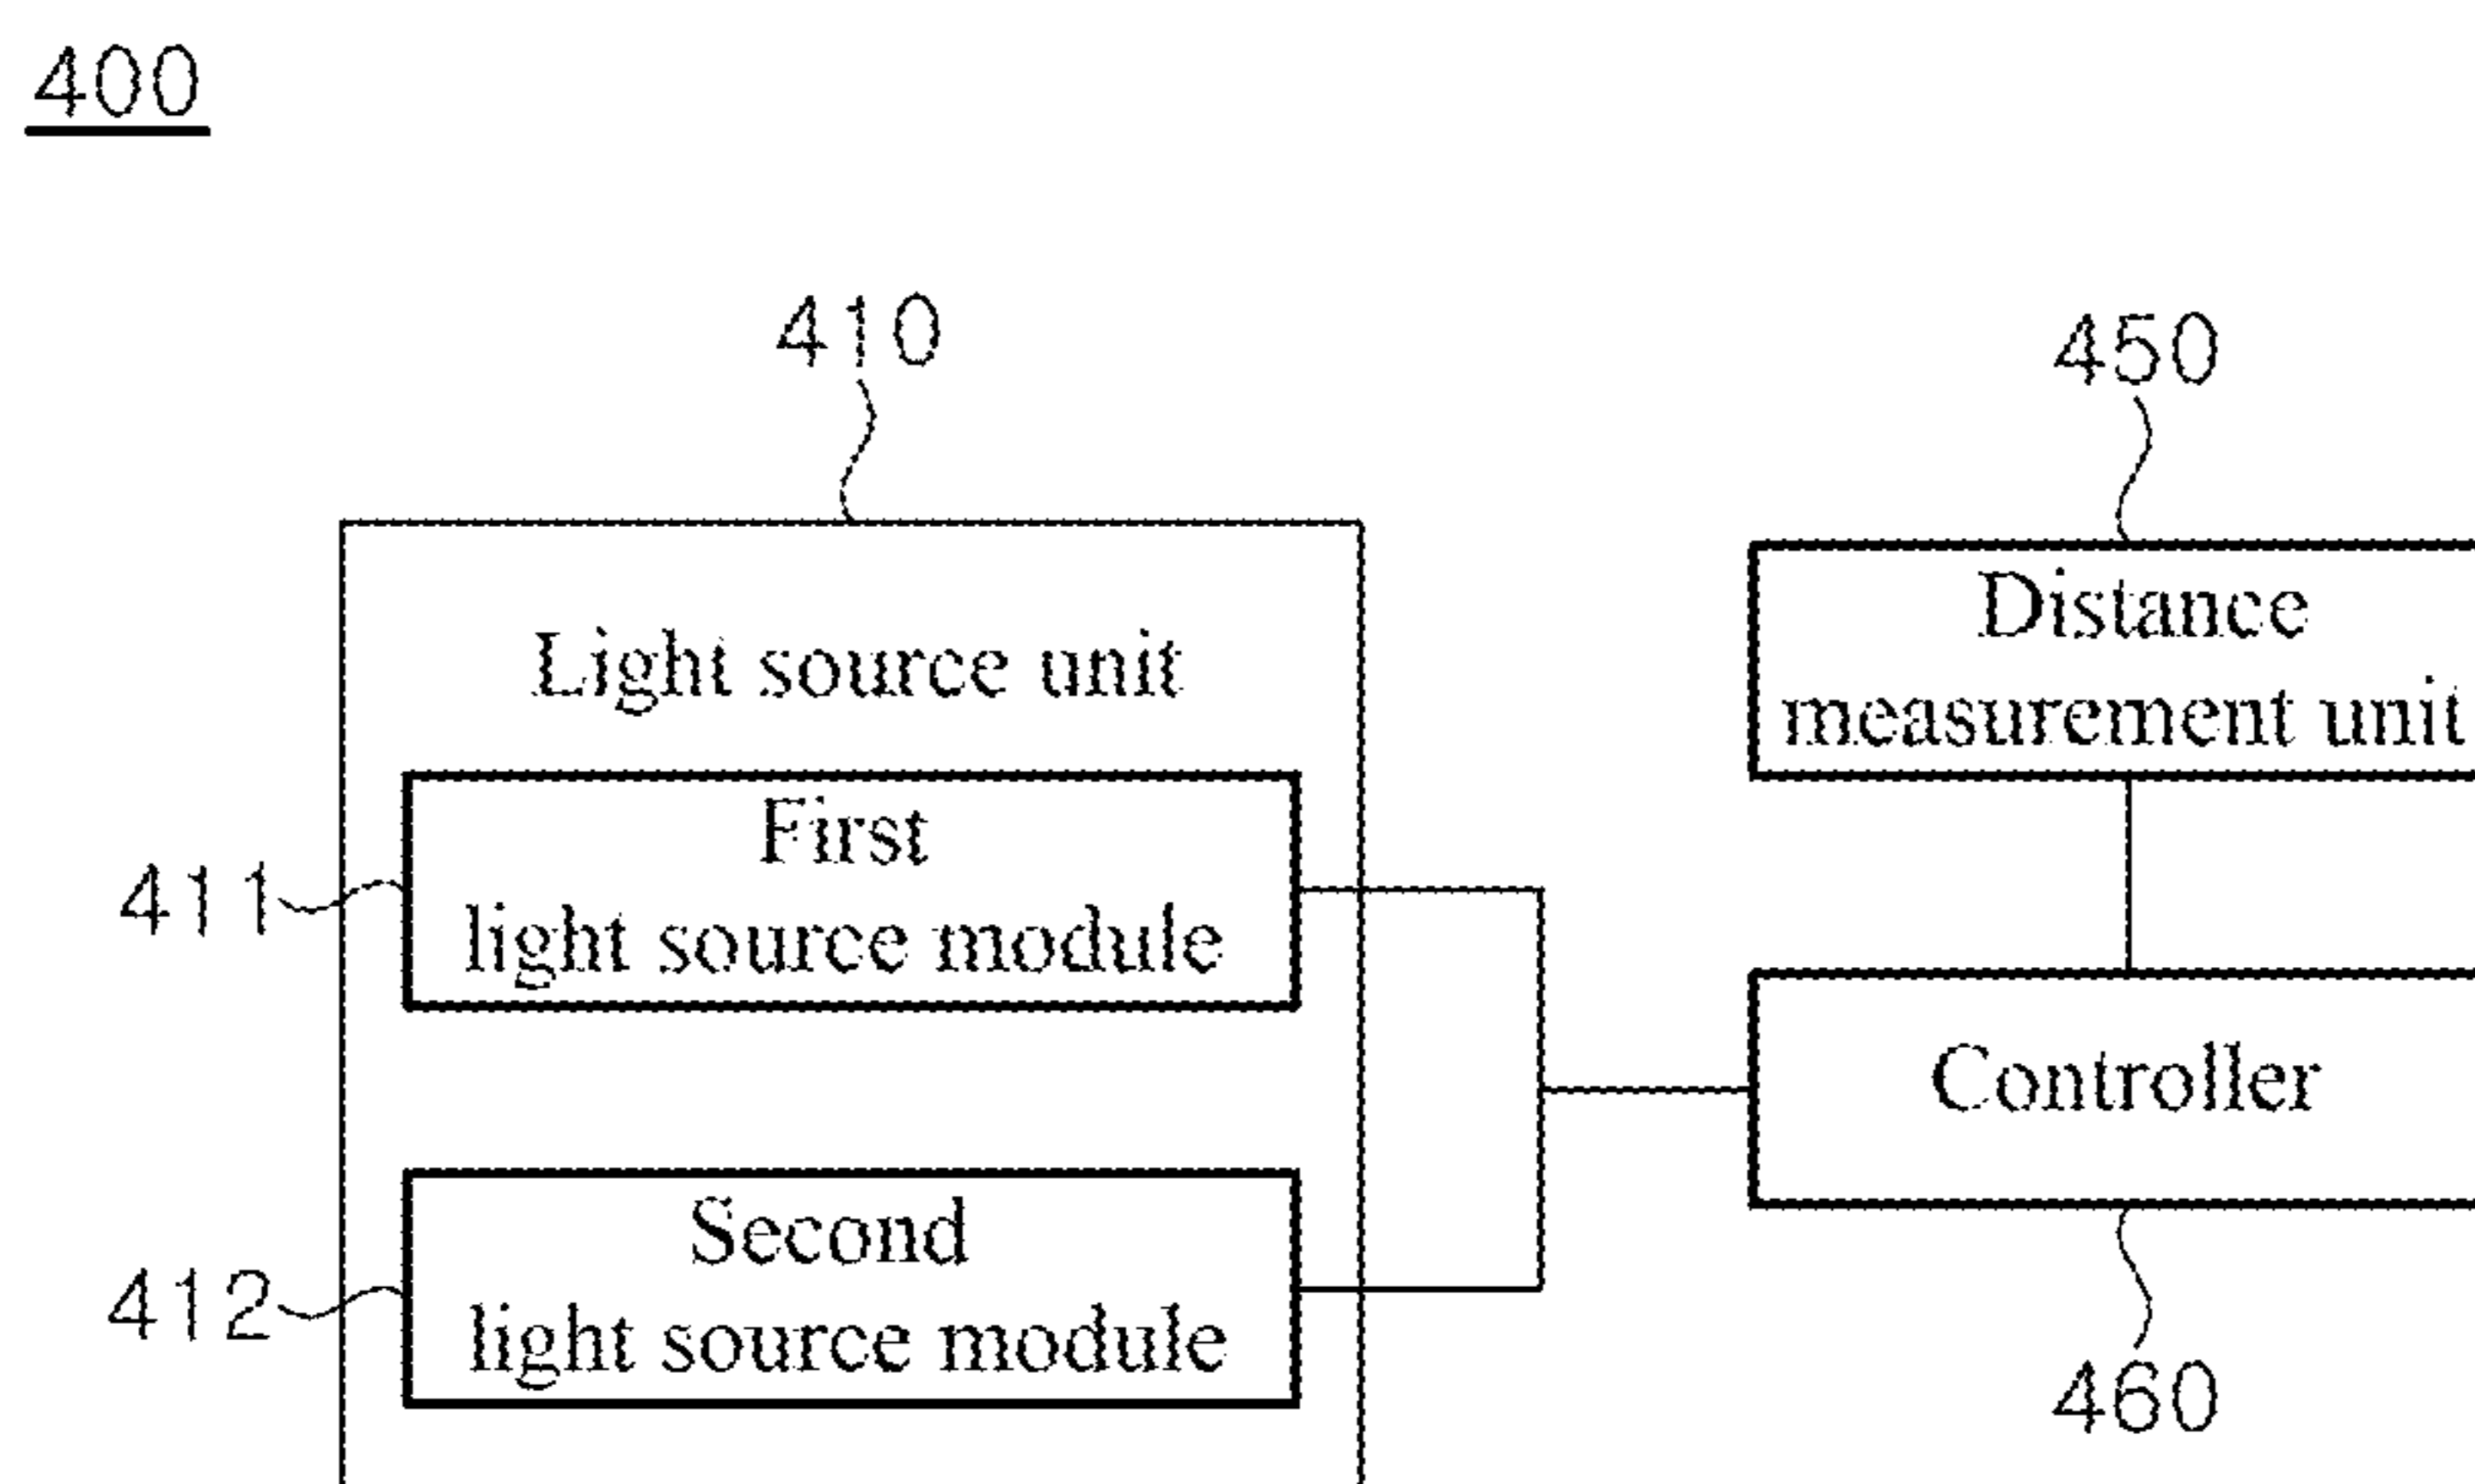 400
410
450
Light source unit
Distance
measurement unit
411
First
light source module
Controller
412
Second
light source module
460